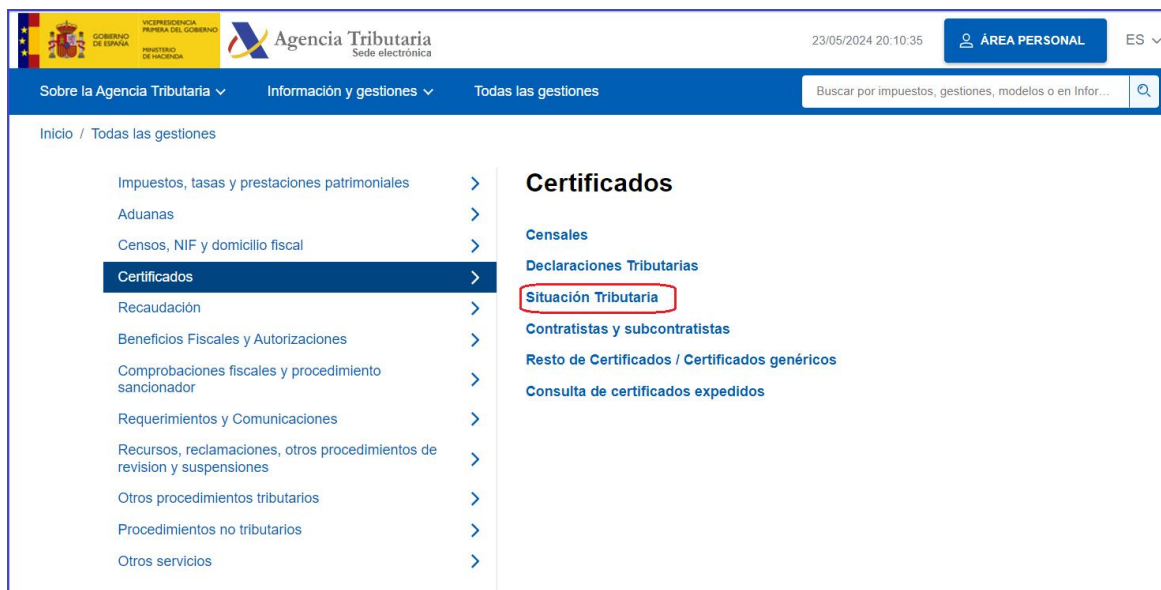 GOBIERNO
DE ESPAÑA
VICEPRESIDENCIA
PRIMERA DEL GOBIERNO
MINISTERIO
DE HACIENDA
Agencia Tributaria
Sede electrónica
23/05/2024 20:10:35
ÁREA PERSONAL
ES
Sobre la Agencia Tributaria
Información y gestiones
Todas las gestiones
Buscar por impuestos, gestiones, modelos o en Infor...
Inicio / Todas las gestiones
Impuestos, tasas y prestaciones patrimoniales
Aduanas
Censos, NIF y domicilio fiscal
Certificados
Recaudación
Beneficios Fiscales y Autorizaciones
Comprobaciones fiscales y procedimiento
sancionador
Requerimientos y Comunicaciones
Recursos, reclamaciones, otros procedimientos de
revision y suspensiones
Otros procedimientos tributarios
Procedimientos no tributarios
Otros servicios
Certificados
Censales
Declaraciones Tributarias
Situación Tributaria
Contratistas y subcontratistas
Resto de Certificados / Certificados genéricos
Consulta de certificados expedidos